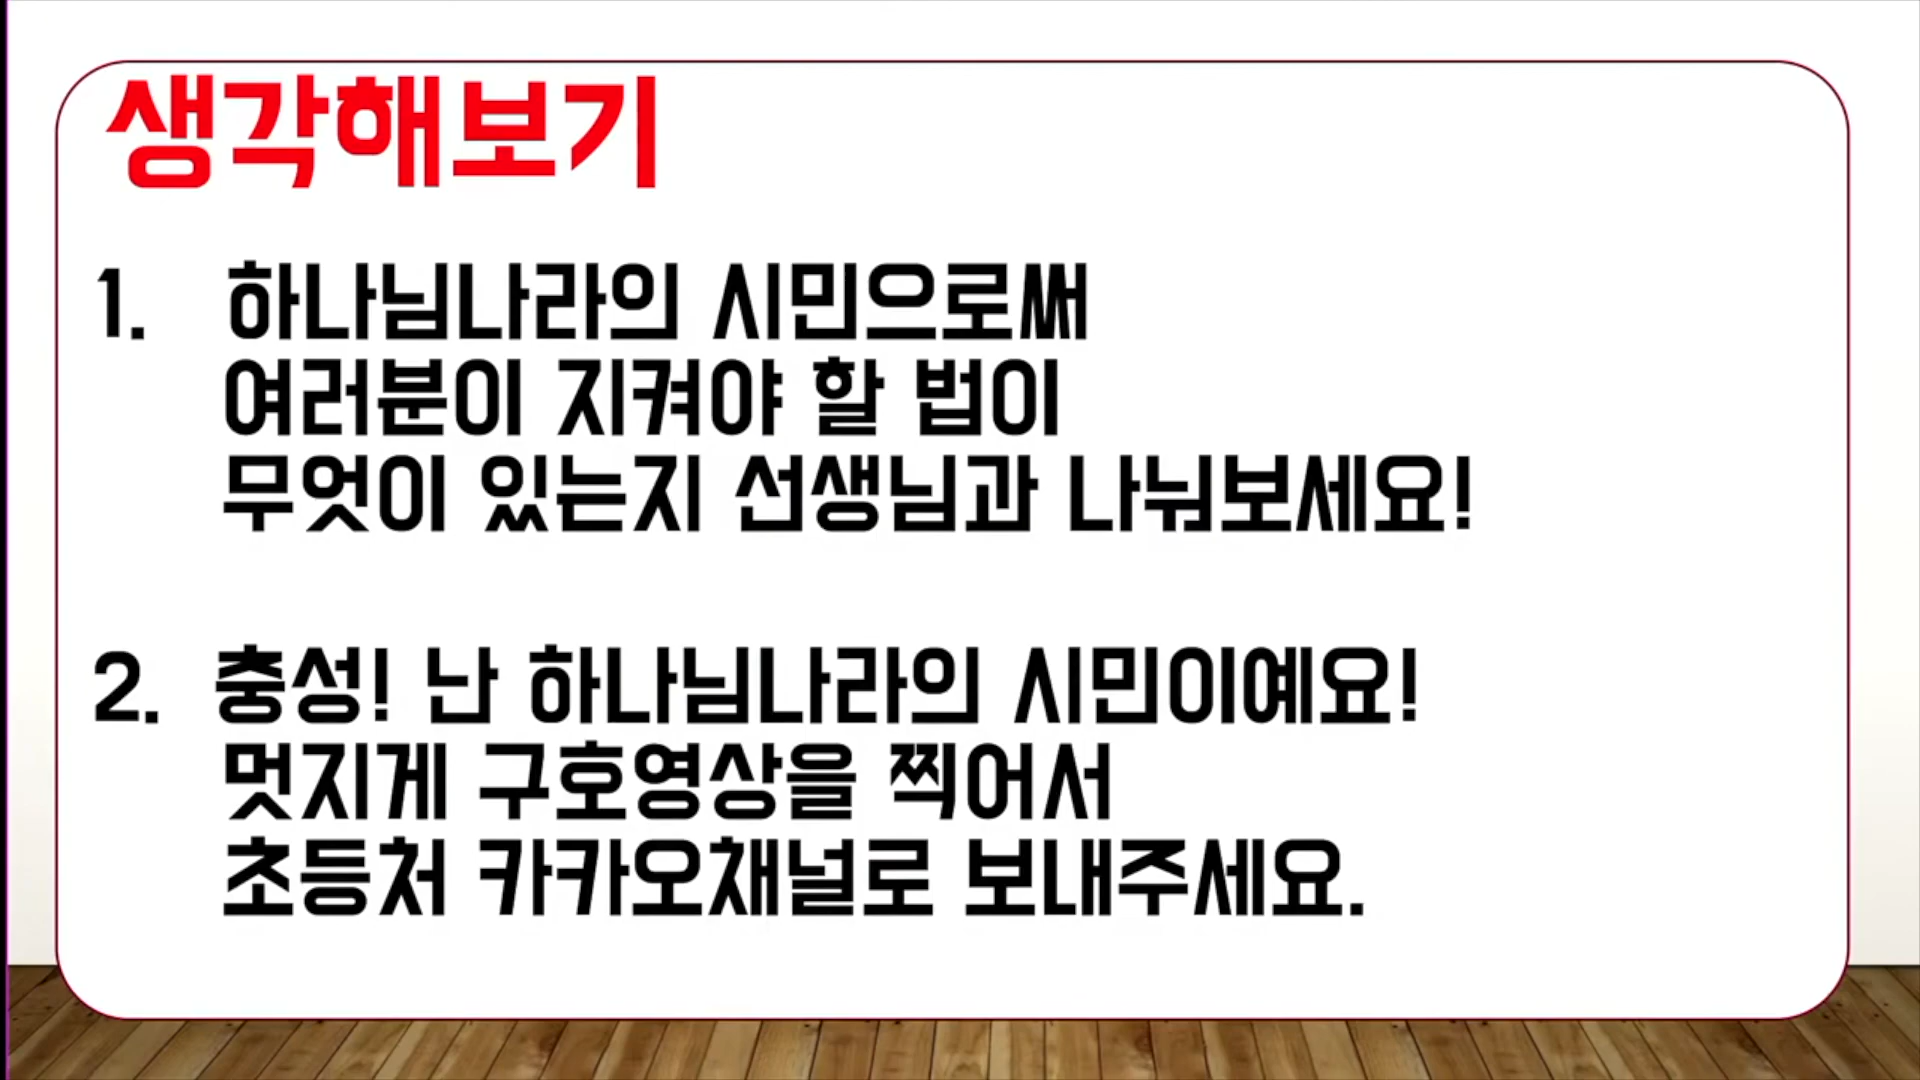 생각해보기
1. 하나님나라의 시민으로써
여러분이 지켜야 할 법이
무엇이 있는지 선생님과 나눠보세요!
2. 충성! 난 하나님나라의 시민이예요!
멋지게 구호영상을 찍어서
초등처 카카오채널로 보내주세요.